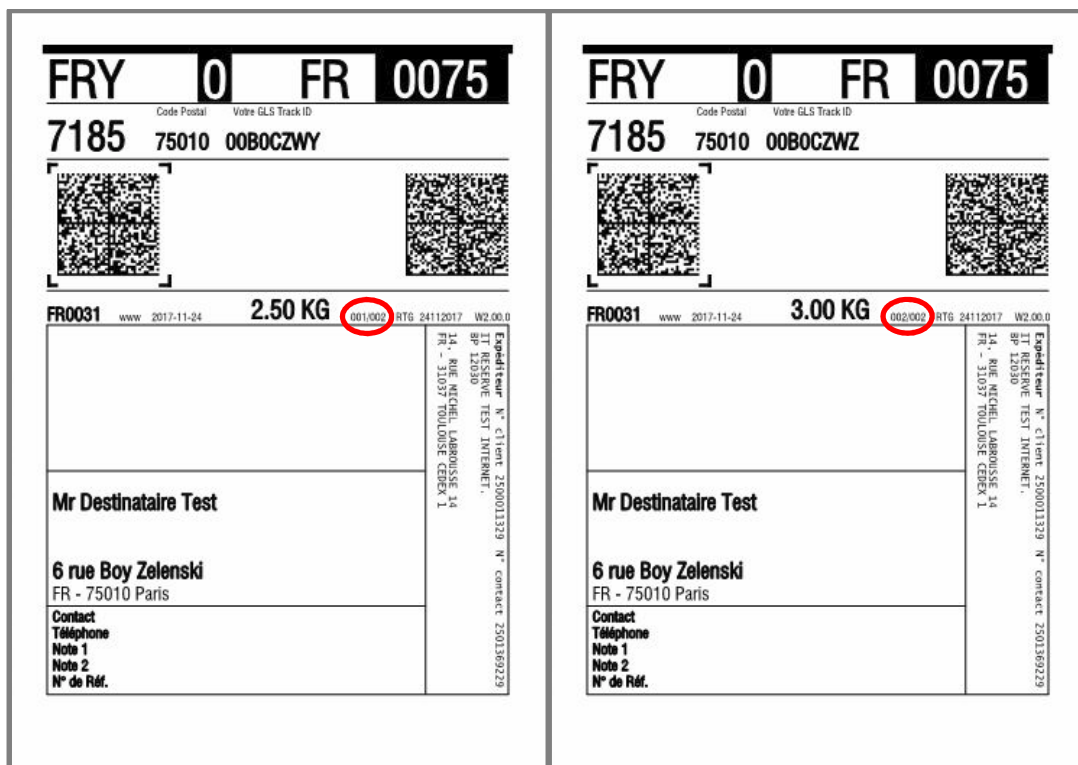 FRY 0 FR 0075
Code Postal Votre GLS Track ID
7185 75010 00B0CZWY
FR0031 www 2017-11-24 2.50 KG 001/002 RTG 24112017 W2.00.0
Expéditeur N° client 2500011329 N° contact 2501369229
IT RESERVE TEST INTERNET.
BP 12030
14, RUE MICHEL LABROUSSE 14
FR - 31037 TOULOUSE CEDEX 1
Mr Destinataire Test
6 rue Boy Zelenski
FR - 75010 Paris
Contact
Téléphone
Note 1
Note 2
N° de Réf.
FRY 0 FR 0075
Code Postal Votre GLS Track ID
7185 75010 00B0CZWZ
FR0031 www 2017-11-24 3.00 KG 002/002 RTG 24112017 W2.00.0
Expéditeur N° client 2500011329 N° contact 2501369229
IT RESERVE TEST INTERNET.
BP 12030
14, RUE MICHEL LABROUSSE 14
FR - 31037 TOULOUSE CEDEX 1
Mr Destinataire Test
6 rue Boy Zelenski
FR - 75010 Paris
Contact
Téléphone
Note 1
Note 2
N° de Réf.